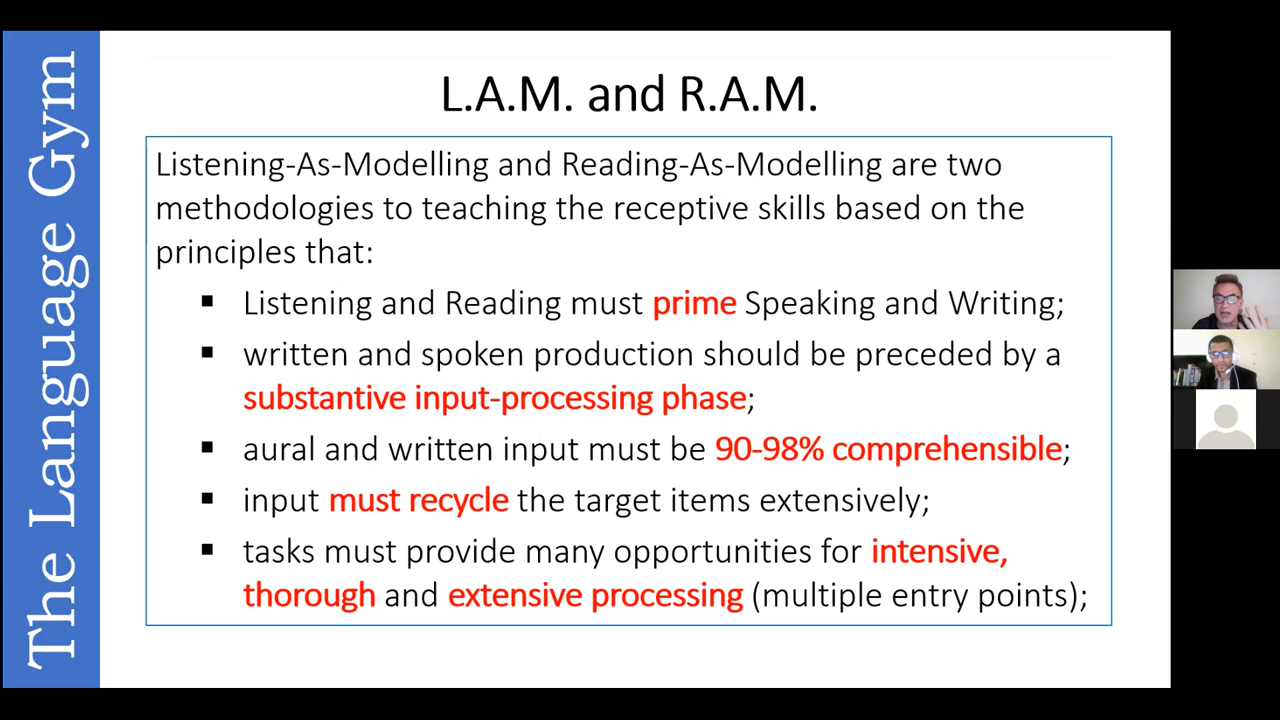 The Language Gym
L.A.M. and R.A.M.
Listening-As-Modelling and Reading-As-Modelling are two
methodologies to teaching the receptive skills based on the
principles that:
▪ Listening and Reading must prime Speaking and Writing;
▪ written and spoken production should be preceded by a
substantive input-processing phase;
▪ aural and written input must be 90-98% comprehensible;
▪ input must recycle the target items extensively;
▪ tasks must provide many opportunities for intensive,
thorough and extensive processing (multiple entry points);